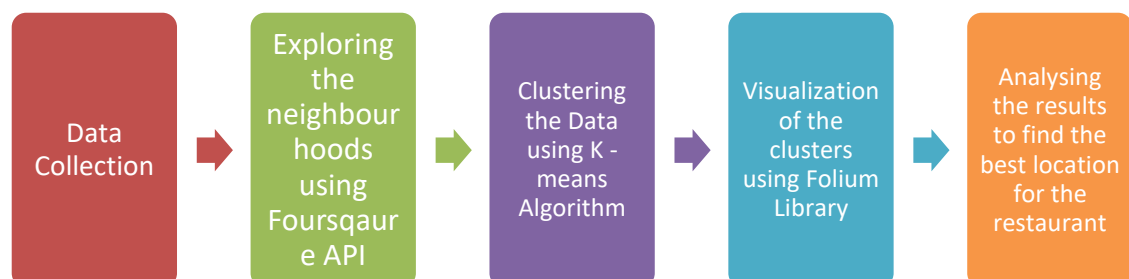 Data
Collection
Exploring
the
neighbour
hoods
using
Foursqaur
e API
Clustering
the Data
using K -
means
Algorithm
Visualization
of the
clusters
using Folium
Library
Analysing
the results
to find the
best location
for the
restaurant